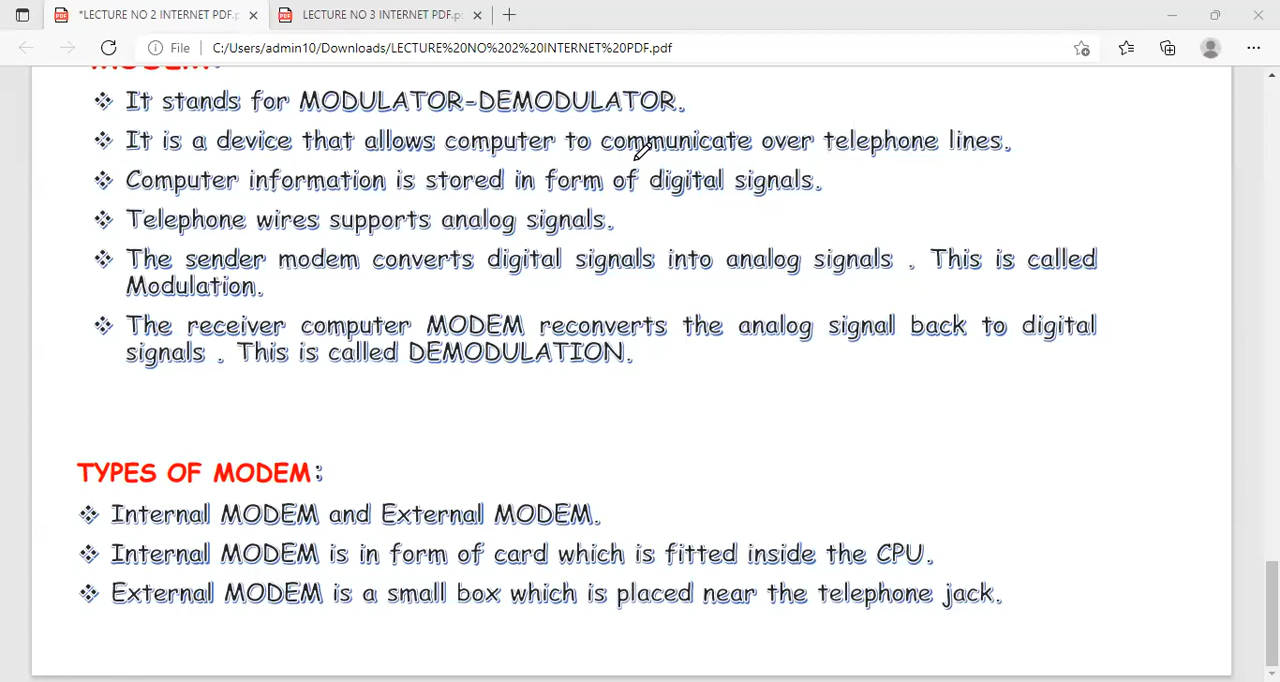 *LECTURE NO 2 INTERNET PDF.p
LECTURE NO 3 INTERNET PDF.p
File
C:/Users/admin10/Downloads/LECTURE%20NO%202%20INTERNET%20PDF.pdf
MODEM:
It stands for MODULATOR-DEMODULATOR.
It is a device that allows computer to communicate over telephone lines.
Computer information is stored in form of digital signals.
Telephone wires supports analog signals.
The sender modem converts digital signals into analog signals . This is called
Modulation.
The receiver computer MODEM reconverts the analog signal back to digital
signals . This is called DEMODULATION.
TYPES OF MODEM:
Internal MODEM and External MODEM.
Internal MODEM is in form of card which is fitted inside the CPU.
External MODEM is a small box which is placed near the telephone jack.